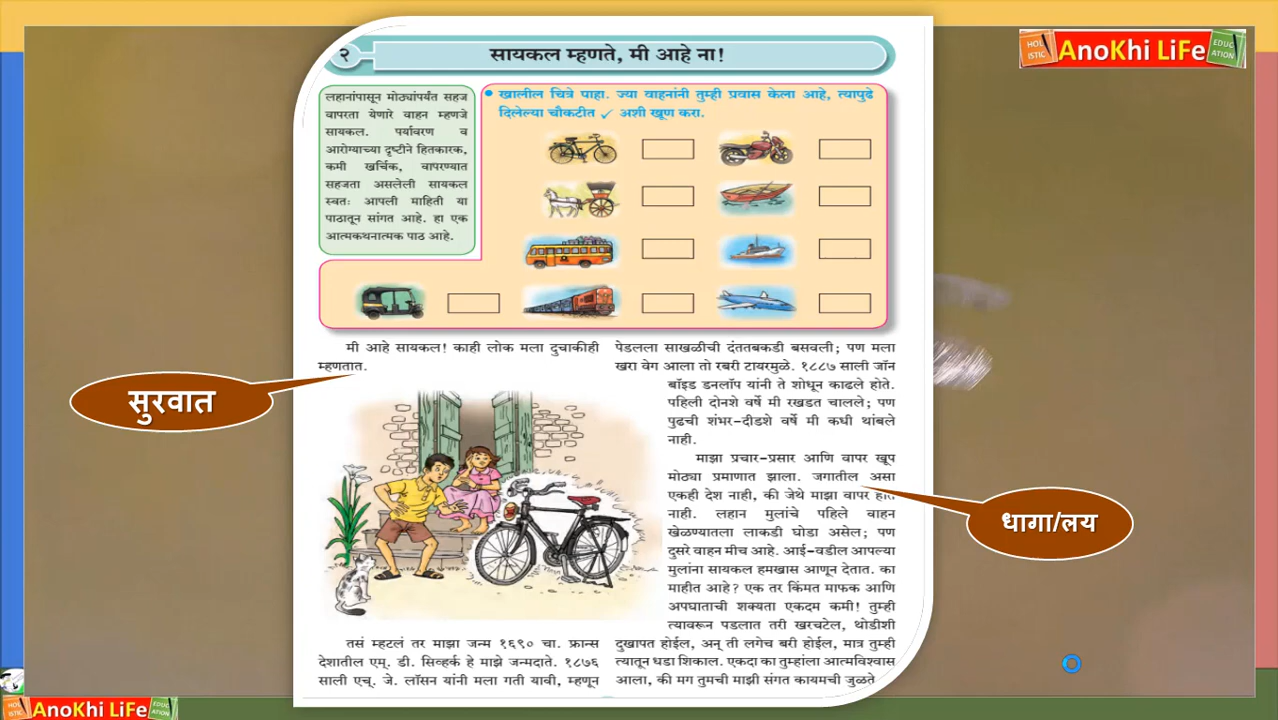 HOLISTIC
AnoKhi LiFe
EDUCATION
२
सायकल म्हणते, मी आहे ना!
लहानांपासून मोठ्यांपर्यंत सहज
वापरता येणारे वाहन म्हणजे
सायकल. पर्यावरण व
आरोग्याच्या दृष्टीने हितकारक,
कमी खर्चिक, वापरण्यात
सहजता असलेली सायकल
स्वतः आपली माहिती या
पाठातून सांगत आहे. हा एक
आत्मकथनात्मक पाठ आहे.
• खालील चित्रे पाहा. ज्या वाहनांनी तुम्ही प्रवास केला आहे, त्यापुढे
दिलेल्या चौकटीत ✓ अशी खूण करा.
मी आहे सायकल! काही लोक मला दुचाकीही
म्हणतात.
सुरवात
तसं म्हटलं तर माझा जन्म १६९० चा. फ्रान्स
देशातील एम्. डी. सिव्हर्क हे माझे जन्मदाते. १८७६
साली एच्. जे. लॉसन यांनी मला गती यावी, म्हणून
पेडलला साखळीची दंततबकडी बसवली; पण मला
खरा वेग आला तो रबरी टायरमुळे. १८८७ साली जॉन
बॉइड डनलॉप यांनी ते शोधून काढले होते.
पहिली दोनशे वर्षे मी रखडत चालले; पण
पुढची शंभर-दीडशे वर्षे मी कधी थांबले
नाही.
माझा प्रचार-प्रसार आणि वापर खूप
मोठ्या प्रमाणात झाला. जगातील असा
एकही देश नाही, की जेथे माझा वापर होत
नाही. लहान मुलांचे पहिले वाहन
खेळण्यातला लाकडी घोडा असेल; पण
दुसरे वाहन मीच आहे. आई-वडील आपल्या
मुलांना सायकल हमखास आणून देतात. का
माहीत आहे? एक तर किंमत माफक आणि
अपघाताची शक्यता एकदम कमी! तुम्ही
त्यावरून पडलात तरी खरचटेल, थोडीशी
दुखापत होईल, अन् ती लगेच बरी होईल, मात्र तुम्ही
त्यातून धडा शिकाल. एकदा का तुम्हांला आत्मविश्वास
आला, की मग तुमची माझी संगत कायमची जुळते
धागा/लय
HOLISTIC
AnoKhi LiFe
EDUCATION